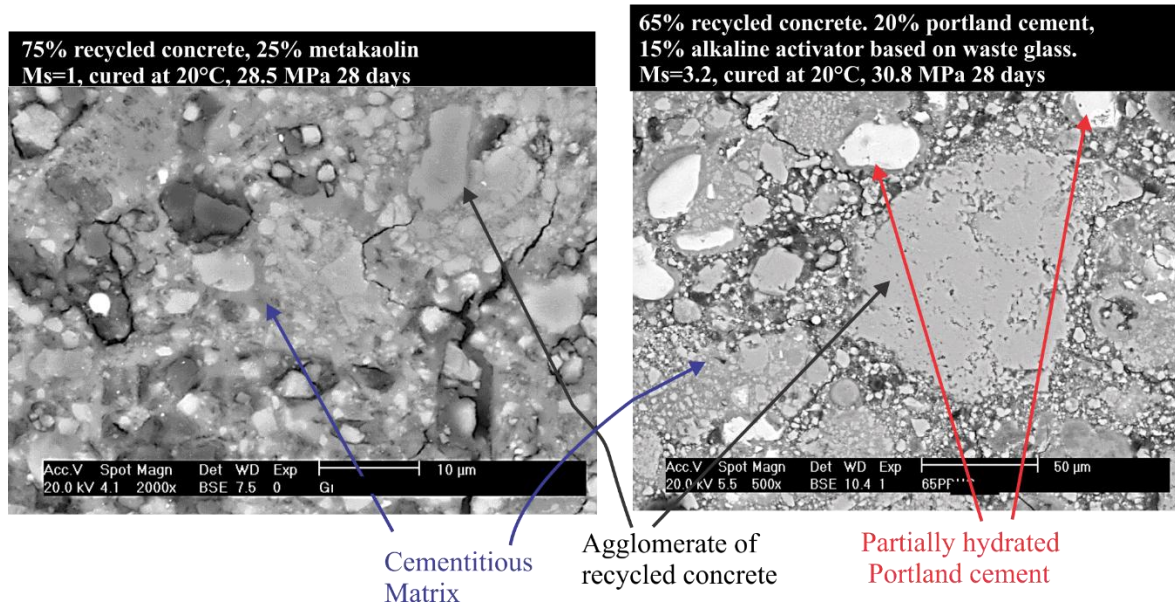 75% recycled concrete, 25% metakaolin
Ms=1, cured at 20°C, 28.5 MPa 28 days
65% recycled concrete. 20% portland cement,
15% alkaline activator based on waste glass.
Ms=3.2, cured at 20°C, 30.8 MPa 28 days
Acc.V Spot Magn Det WD Exp 10 µm
20.0 kV 4.1 2000x BSE 7.5 0
Acc.V Spot Magn Det WD Exp 50 µm
20.0 kV 5.5 500x BSE 10.4 1
Cementitious
Matrix
Agglomerate of
recycled concrete
Partially hydrated
Portland cement